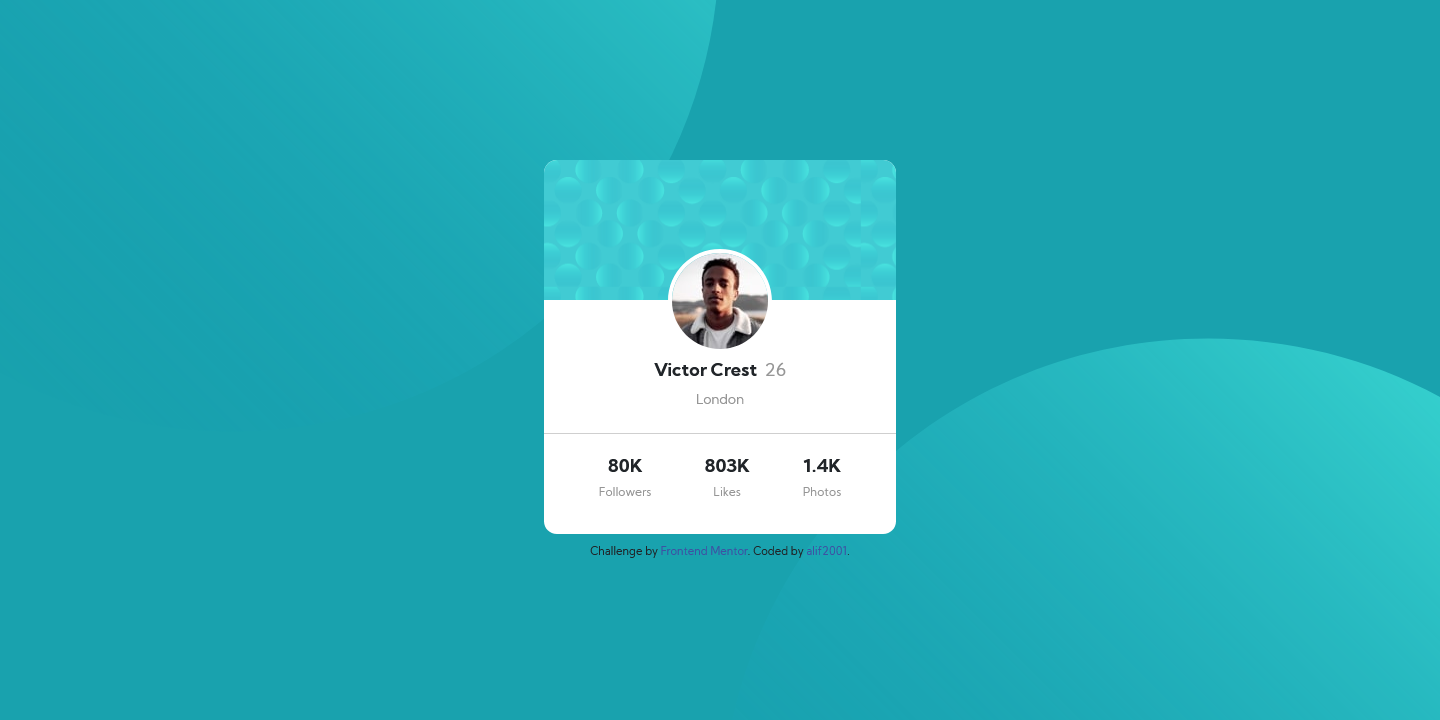 Victor Crest 26
London
80K 803K 1.4K
Followers Likes Photos
Challenge by Frontend Mentor. Coded by alif2001.